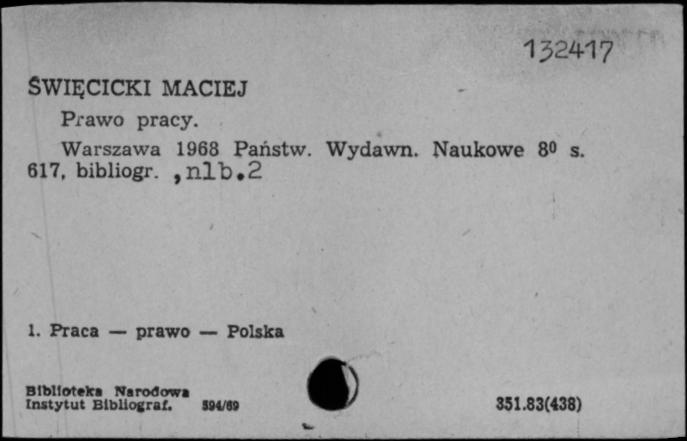 132417
ŚWIĘCICKI MACIEJ
Prawo pracy.
Warszawa 1968 Państw. Wydawn. Naukowe 8⁰ s.
617, bibliogr. ,nlb.2
1. Praca — prawo — Polska
Biblioteka Narodowa
Instytut Bibliograf. 594/69
351.83(438)